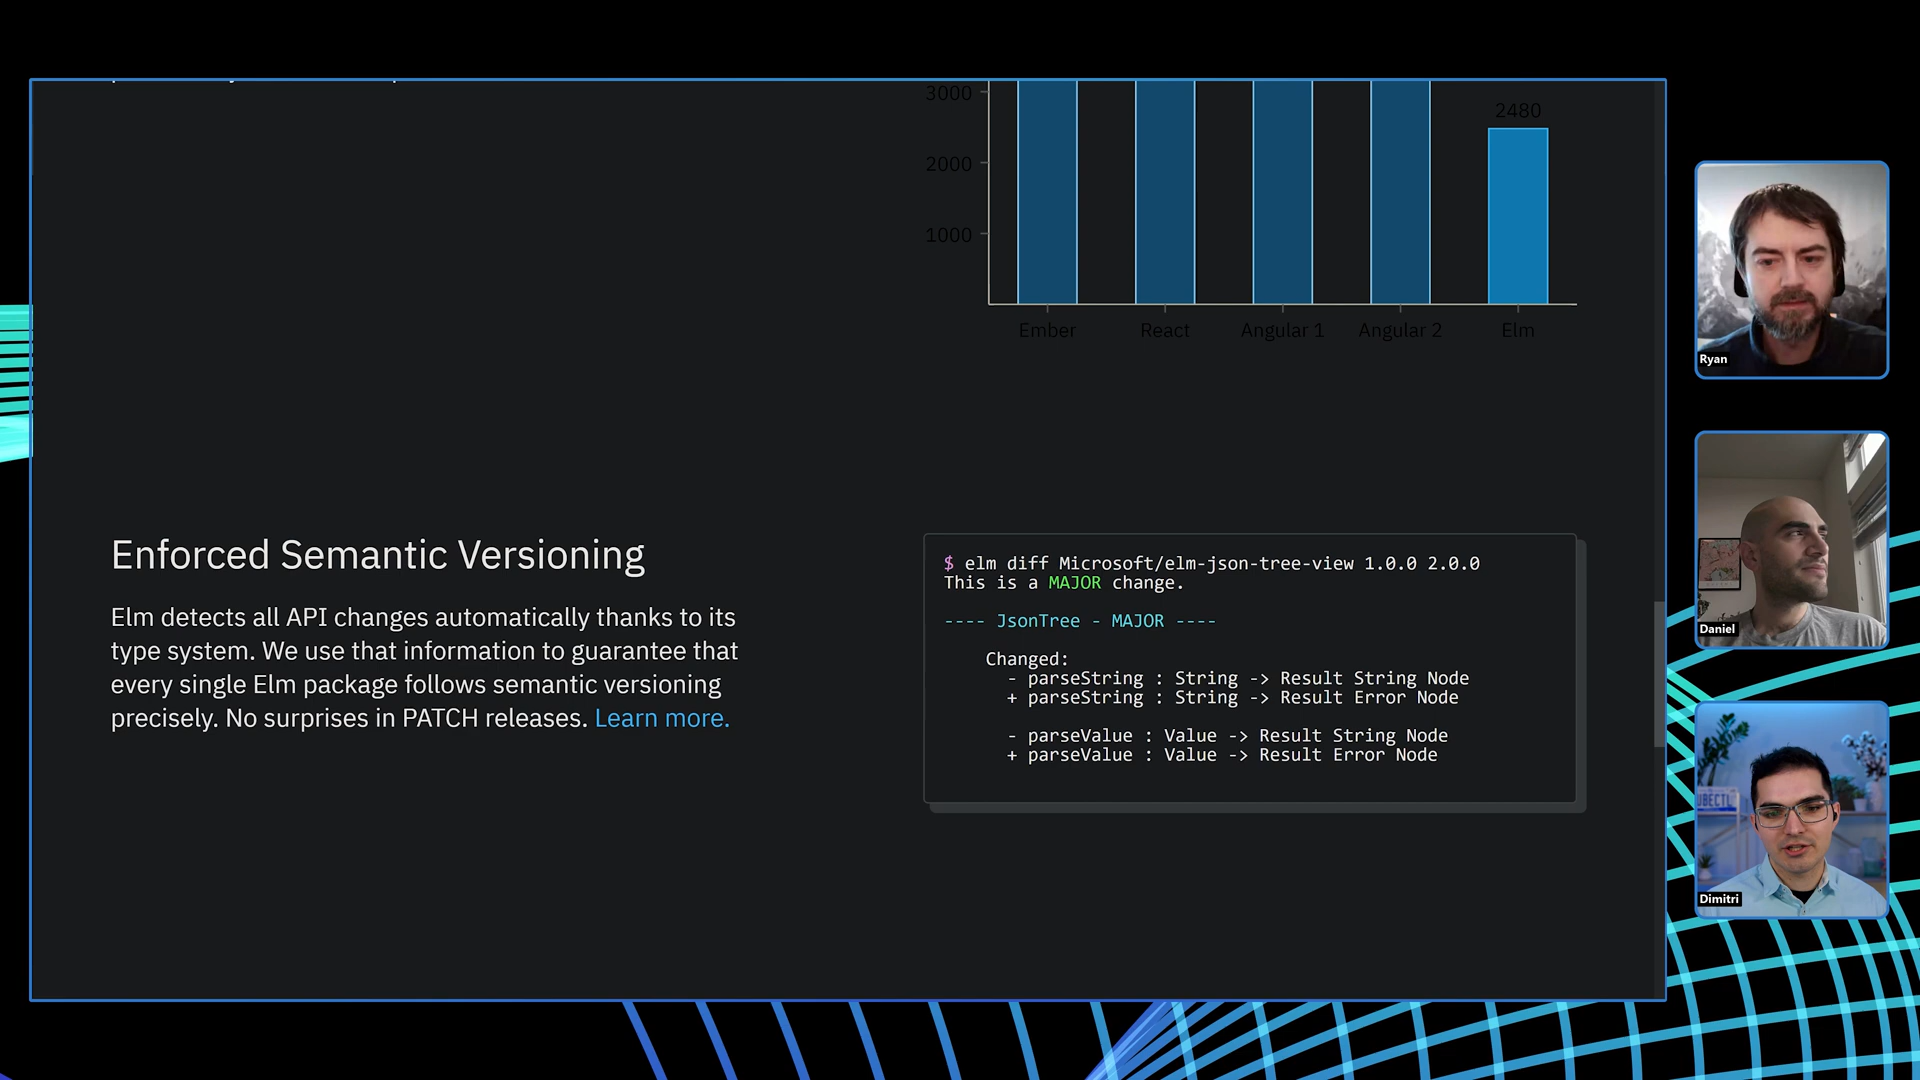 3000
2480
2000
1000
Ember
React
Angular 1
Angular 2
Elm
Enforced Semantic Versioning
Elm detects all API changes automatically thanks to its
type system. We use that information to guarantee that
every single Elm package follows semantic versioning
precisely. No surprises in PATCH releases. Learn more.
$ elm diff Microsoft/elm-json-tree-view 1.0.0 2.0.0
This is a MAJOR change.
---- JsonTree - MAJOR ----
Changed:
- parseString : String -> Result String Node
+ parseString : String -> Result Error Node
- parseValue : Value -> Result String Node
+ parseValue : Value -> Result Error Node
Ryan
Daniel
UBECTL
Dimitri